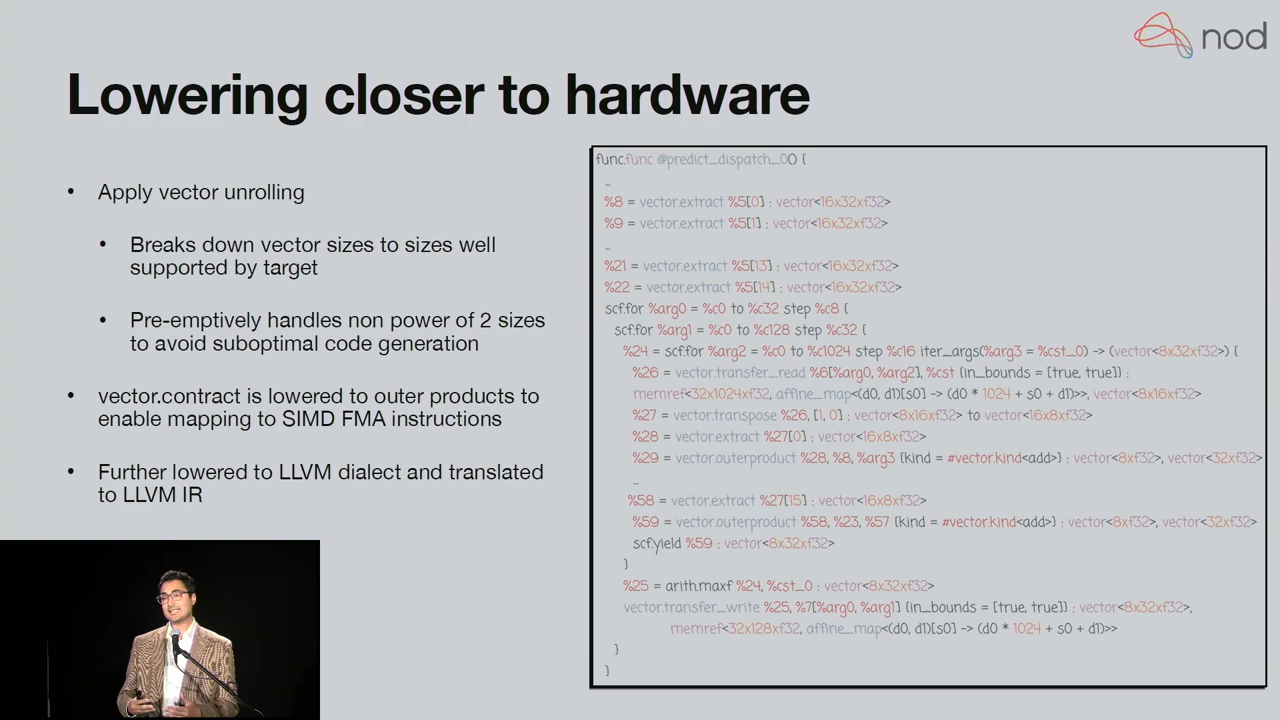 nod
Lowering closer to hardware
• Apply vector unrolling
• Breaks down vector sizes to sizes well
supported by target
• Pre-emptively handles non power of 2 sizes
to avoid suboptimal code generation
• vector.contract is lowered to outer products to
enable mapping to SIMD FMA instructions
• Further lowered to LLVM dialect and translated
to LLVM IR
func.func @predict_dispatch_0() {
…
%8 = vector.extract %5[0] : vector<16x32xf32>
%9 = vector.extract %5[1] : vector<16x32xf32>
…
%21 = vector.extract %5[13] : vector<16x32xf32>
%22 = vector.extract %5[14] : vector<16x32xf32>
scf.for %arg0 = %c0 to %c32 step %c8 {
scf.for %arg1 = %c0 to %c128 step %c32 {
%24 = scf.for %arg2 = %c0 to %c1024 step %c16 iter_args(%arg3 = %cst_0) -> (vector<8x32xf32>) {
%26 = vector.transfer_read %6[%arg0, %arg2], %cst {in_bounds = [true, true]} :
memref<32x1024xf32, affine_map<(d0, d1)[s0] -> (d0 * 1024 + s0 + d1)>>, vector<8x16xf32>
%27 = vector.transpose %26, [1, 0] : vector<8x16xf32> to vector<16x8xf32>
%28 = vector.extract %27[0] : vector<16x8xf32>
%29 = vector.outerproduct %28, %8, %arg3 {kind = #vector.kind<add>} : vector<8xf32>, vector<32xf32>
…
%58 = vector.extract %27[15] : vector<16x8xf32>
%59 = vector.outerproduct %58, %23, %57 {kind = #vector.kind<add>} : vector<8xf32>, vector<32xf32>
scf.yield %59 : vector<8x32xf32>
}
%25 = arith.maxf %24, %cst_0 : vector<8x32xf32>
vector.transfer_write %25, %7[%arg0, %arg1] {in_bounds = [true, true]} : vector<8x32xf32>,
memref<32x128xf32, affine_map<(d0, d1)[s0] -> (d0 * 1024 + s0 + d1)>>
}
}